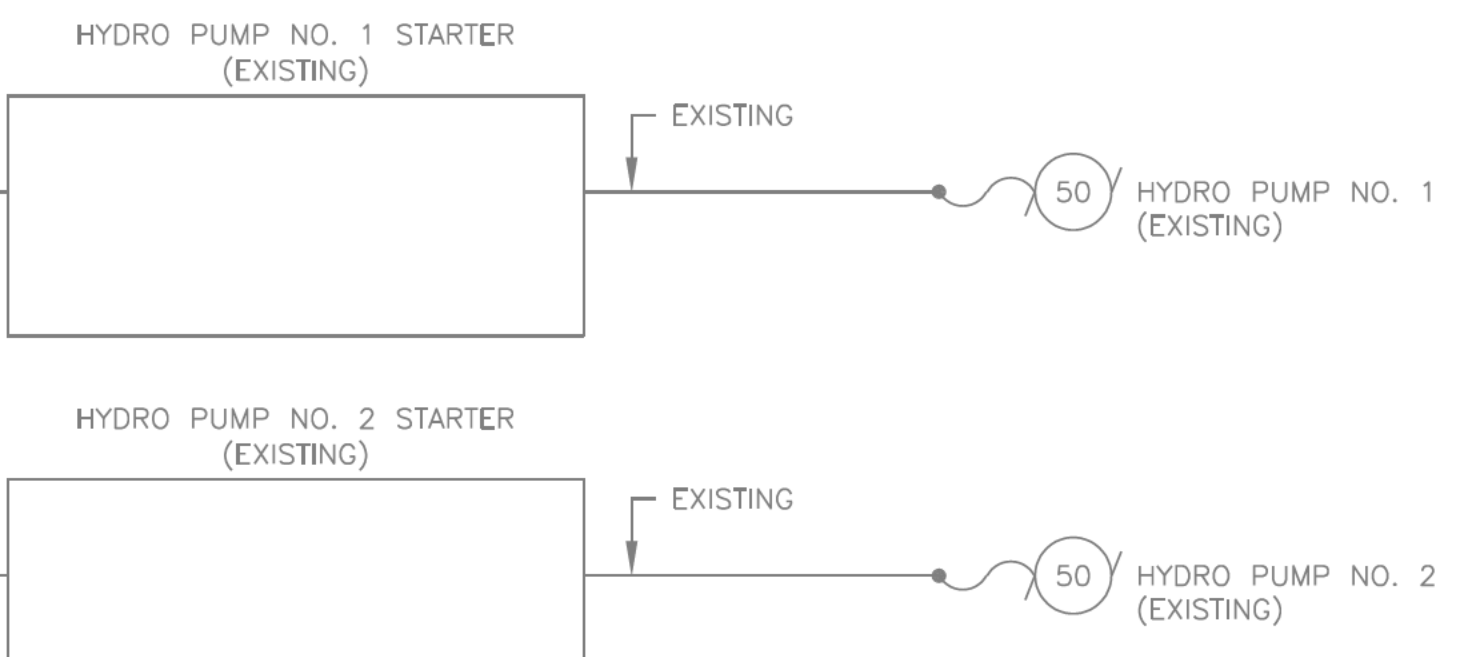 HYDRO PUMP NO. 1 STARTER
(EXISTING)
EXISTING
50
HYDRO PUMP NO. 1
(EXISTING)
HYDRO PUMP NO. 2 STARTER
(EXISTING)
EXISTING
50
HYDRO PUMP NO. 2
(EXISTING)